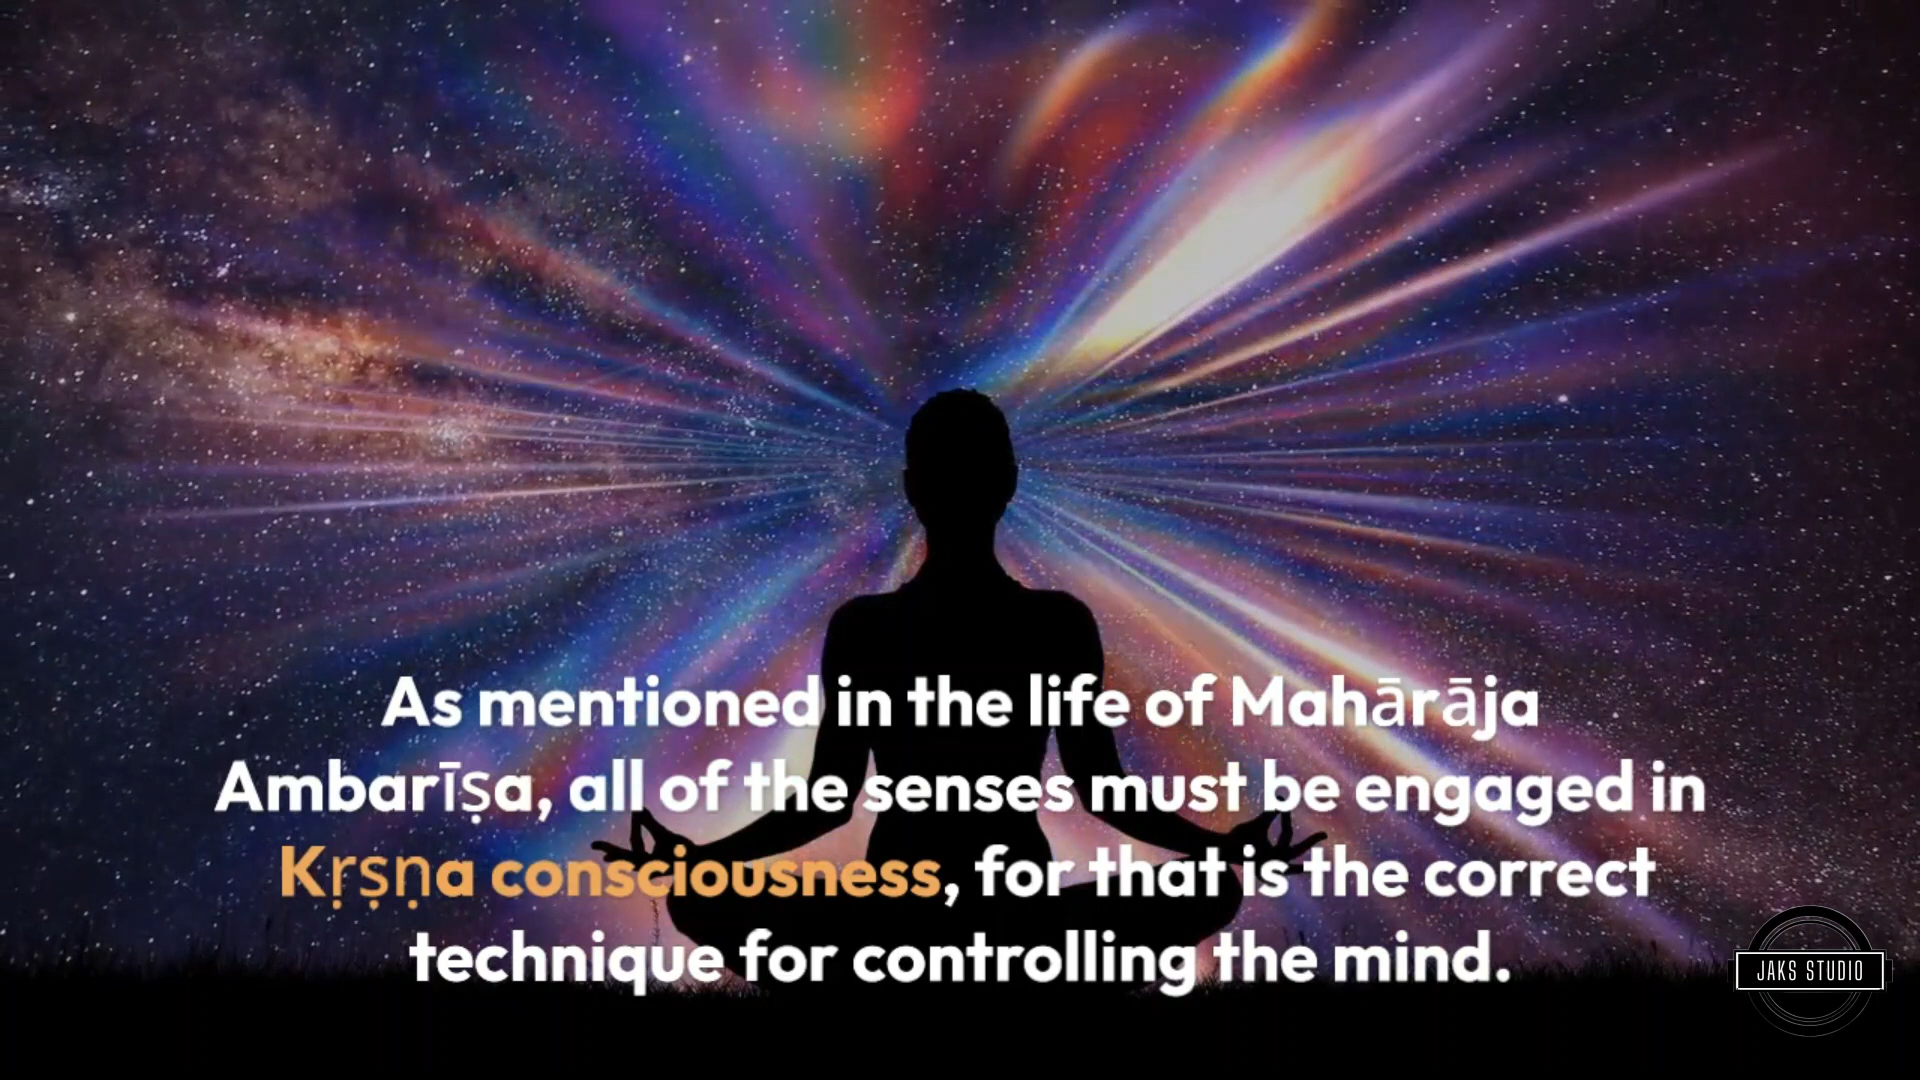 As mentioned in the life of Mahārāja
Ambarīṣa, all of the senses must be engaged in
Kṛṣṇa consciousness, for that is the correct
technique for controlling the mind.
JAKS STUDIO